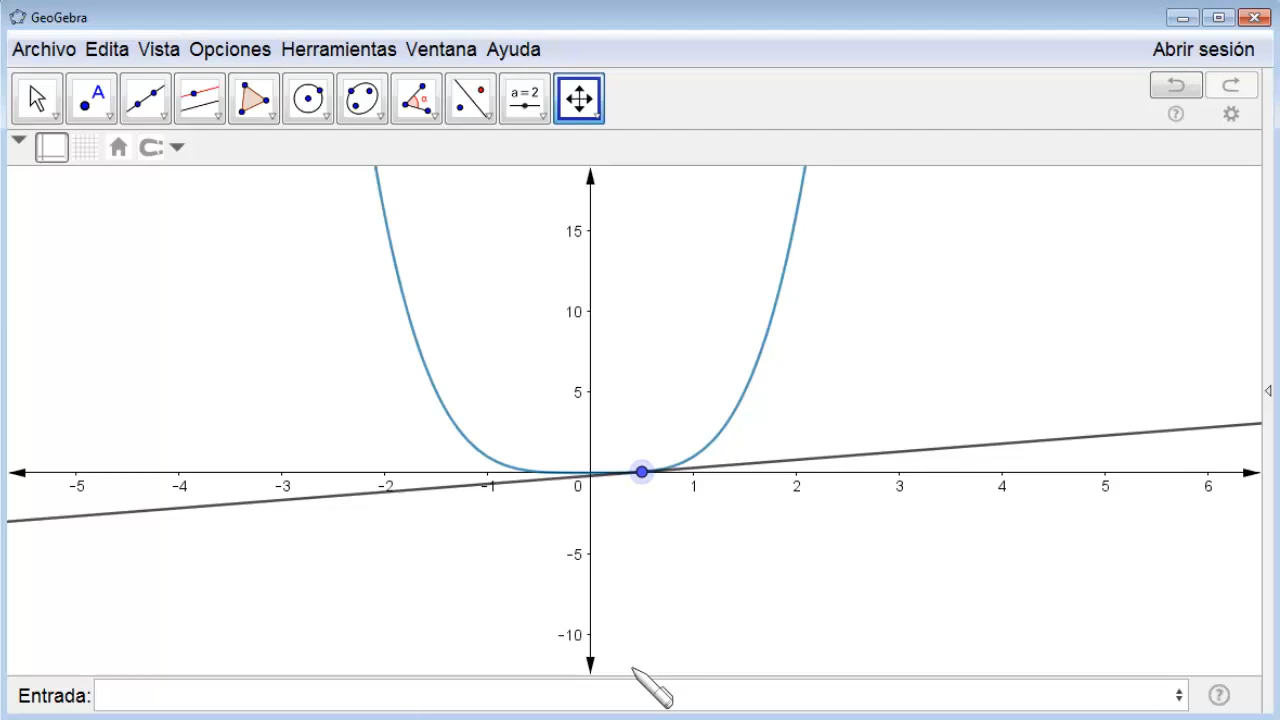 GeoGebra
Archivo Edita Vista Opciones Herramientas Ventana Ayuda Abrir sesión
A α a = 2
15
10
5
-5 -4 -3 -2 -1 0 1 2 3 4 5 6
-5
-10
Entrada: